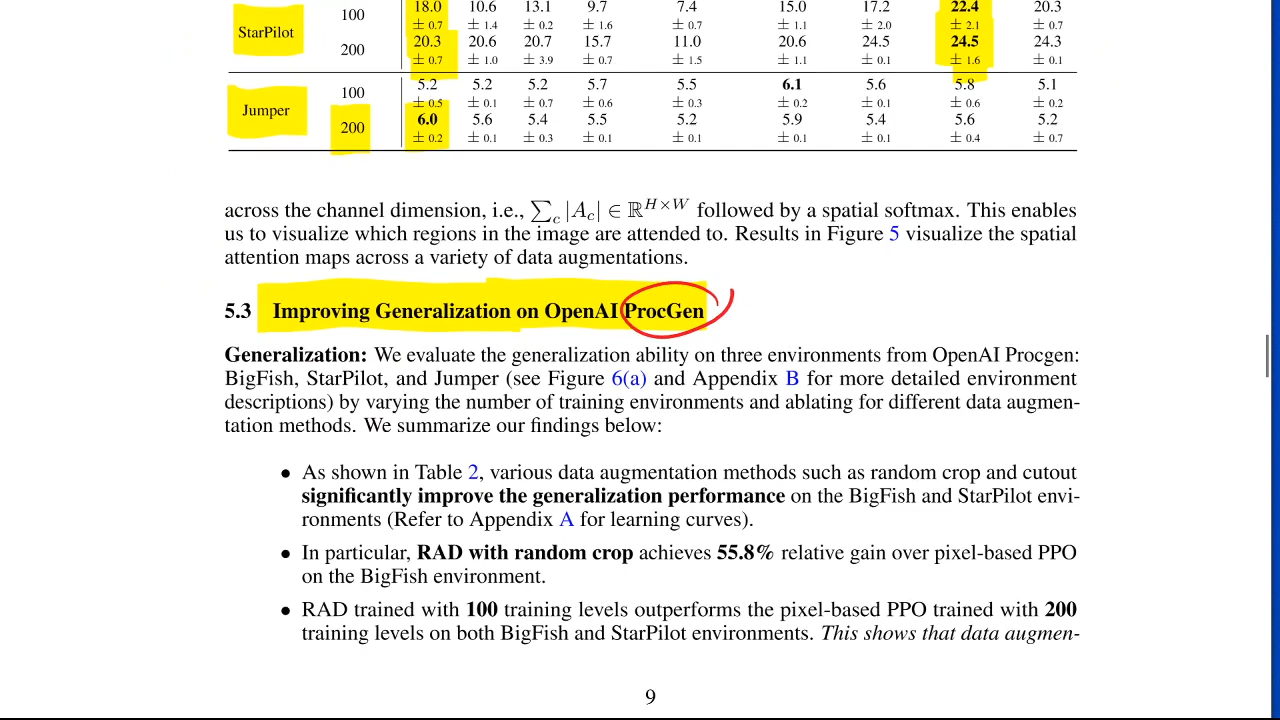 18.0 10.6 13.1 9.7 7.4 15.0 17.2 22.4 20.3
StarPilot 100 ± 0.7 ± 1.4 ± 0.2 ± 1.6 ± 0.7 ± 1.1 ± 2.0 ± 2.1 ± 0.7
200 20.3 20.6 20.7 15.7 11.0 20.6 24.5 24.5 24.3
± 0.7 ± 1.0 ± 3.9 ± 0.7 ± 1.5 ± 1.1 ± 0.1 ± 1.6 ± 0.1
100 5.2 5.2 5.2 5.7 5.5 6.1 5.6 5.8 5.1
Jumper ± 0.5 ± 0.1 ± 0.7 ± 0.6 ± 0.3 ± 0.2 ± 0.1 ± 0.6 ± 0.2
200 6.0 5.6 5.4 5.5 5.2 5.9 5.4 5.6 5.2
± 0.2 ± 0.1 ± 0.3 ± 0.1 ± 0.1 ± 0.1 ± 0.1 ± 0.4 ± 0.7
across the channel dimension, i.e., ∑c |Ac| ∈ ℝ^{H×W} followed by a spatial softmax. This enables
us to visualize which regions in the image are attended to. Results in Figure 5 visualize the spatial
attention maps across a variety of data augmentations.
5.3 Improving Generalization on OpenAI ProcGen
Generalization: We evaluate the generalization ability on three environments from OpenAI Procgen:
BigFish, StarPilot, and Jumper (see Figure 6(a) and Appendix B for more detailed environment
descriptions) by varying the number of training environments and ablating for different data augmen-
tation methods. We summarize our findings below:
• As shown in Table 2, various data augmentation methods such as random crop and cutout
significantly improve the generalization performance on the BigFish and StarPilot envi-
ronments (Refer to Appendix A for learning curves).
• In particular, RAD with random crop achieves 55.8% relative gain over pixel-based PPO
on the BigFish environment.
• RAD trained with 100 training levels outperforms the pixel-based PPO trained with 200
training levels on both BigFish and StarPilot environments. This shows that data augmen-
9